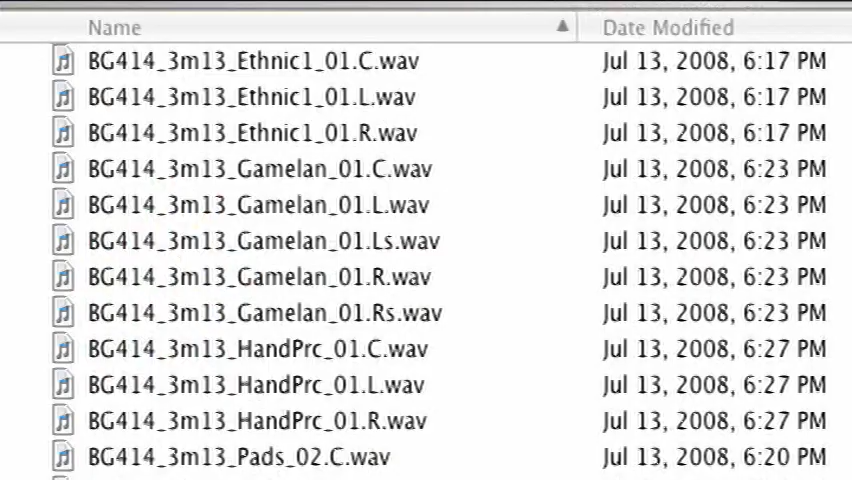 Name Date Modified
BG414_3m13_Ethnic1_01.C.wav Jul 13, 2008, 6:17 PM
BG414_3m13_Ethnic1_01.L.wav Jul 13, 2008, 6:17 PM
BG414_3m13_Ethnic1_01.R.wav Jul 13, 2008, 6:17 PM
BG414_3m13_Gamelan_01.C.wav Jul 13, 2008, 6:23 PM
BG414_3m13_Gamelan_01.L.wav Jul 13, 2008, 6:23 PM
BG414_3m13_Gamelan_01.Ls.wav Jul 13, 2008, 6:23 PM
BG414_3m13_Gamelan_01.R.wav Jul 13, 2008, 6:23 PM
BG414_3m13_Gamelan_01.Rs.wav Jul 13, 2008, 6:23 PM
BG414_3m13_HandPrc_01.C.wav Jul 13, 2008, 6:27 PM
BG414_3m13_HandPrc_01.L.wav Jul 13, 2008, 6:27 PM
BG414_3m13_HandPrc_01.R.wav Jul 13, 2008, 6:27 PM
BG414_3m13_Pads_02.C.wav Jul 13, 2008, 6:20 PM